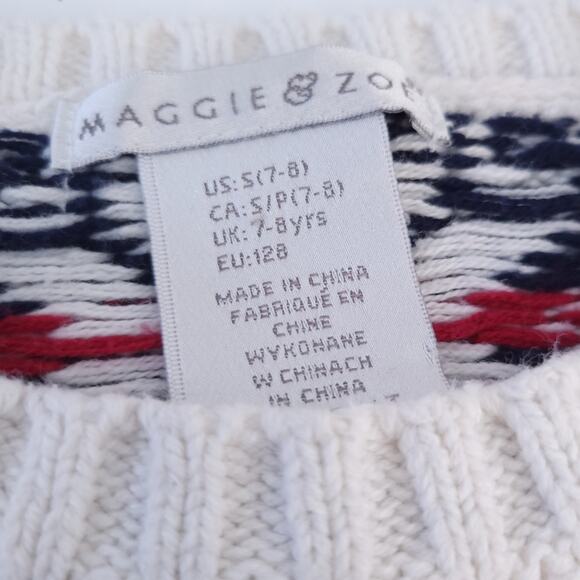 MAGGIE & ZOE
US: S(7-8)
CA: S/P(7-8)
UK: 7-8yrs
EU: 128
MADE IN CHINA
FABRIQUÉ EN
CHINE
WYKONANE
W CHINACH
IN CHINA